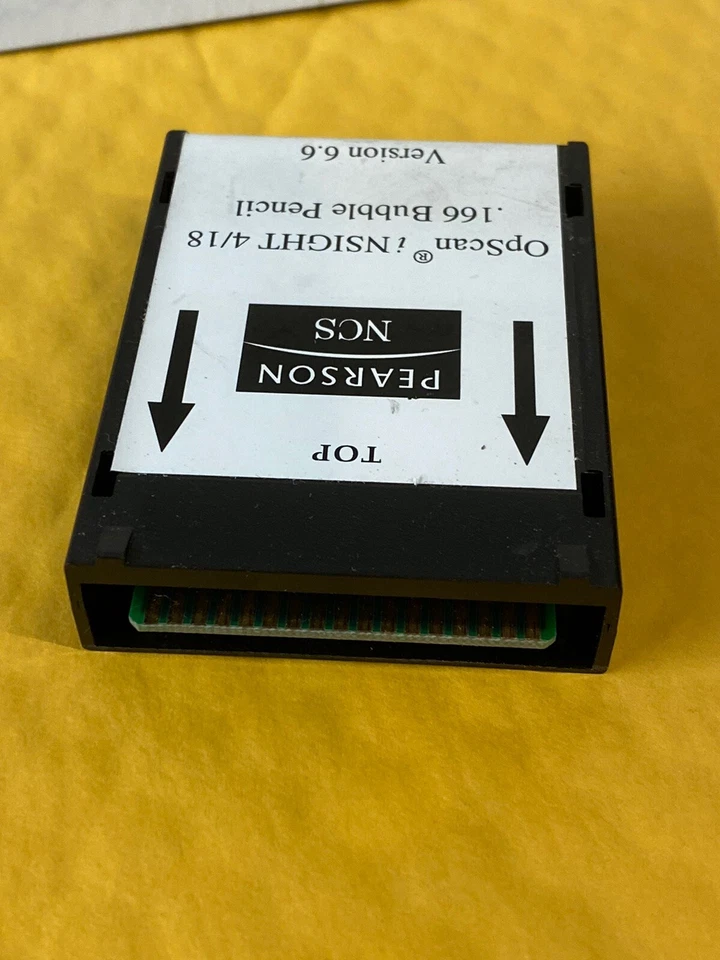 TOP
PEARSON
NCS
OpScan® iNSIGHT 4/18
.166 Bubble Pencil
Version 6.6